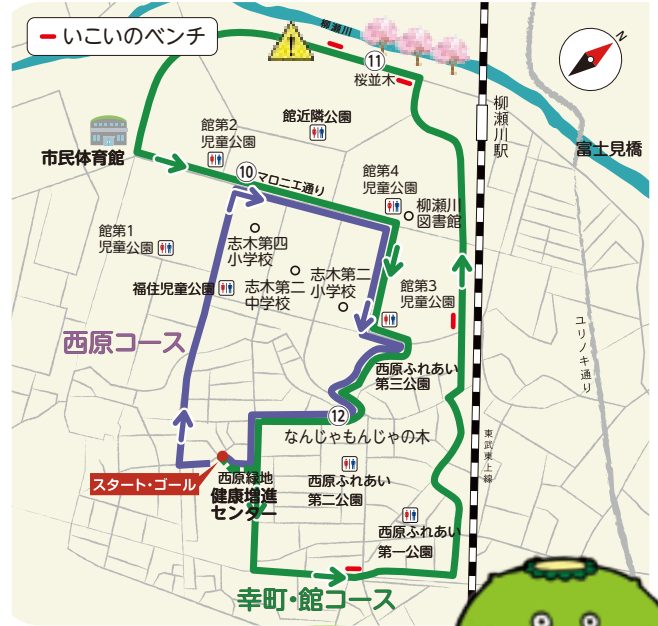 いこいのベンチ
柳瀬川
N
⑪
桜並木
柳瀬川駅
富士見橋
館近隣公園
館第2
児童公園
市民体育館
⑩
マロニエ通り
館第4
児童公園
柳瀬川
図書館
館第1
児童公園
志木第四
小学校
福住児童公園
志木第二
中学校
志木第二
小学校
館第3
児童公園
西原コース
ユリノキ通り
西原ふれあい
第三公園
⑫
なんじゃもんじゃの木
東武東上線
スタート・ゴール
西原緑地
健康増進
センター
西原ふれあい
第二公園
西原ふれあい
第一公園
幸町・館コース